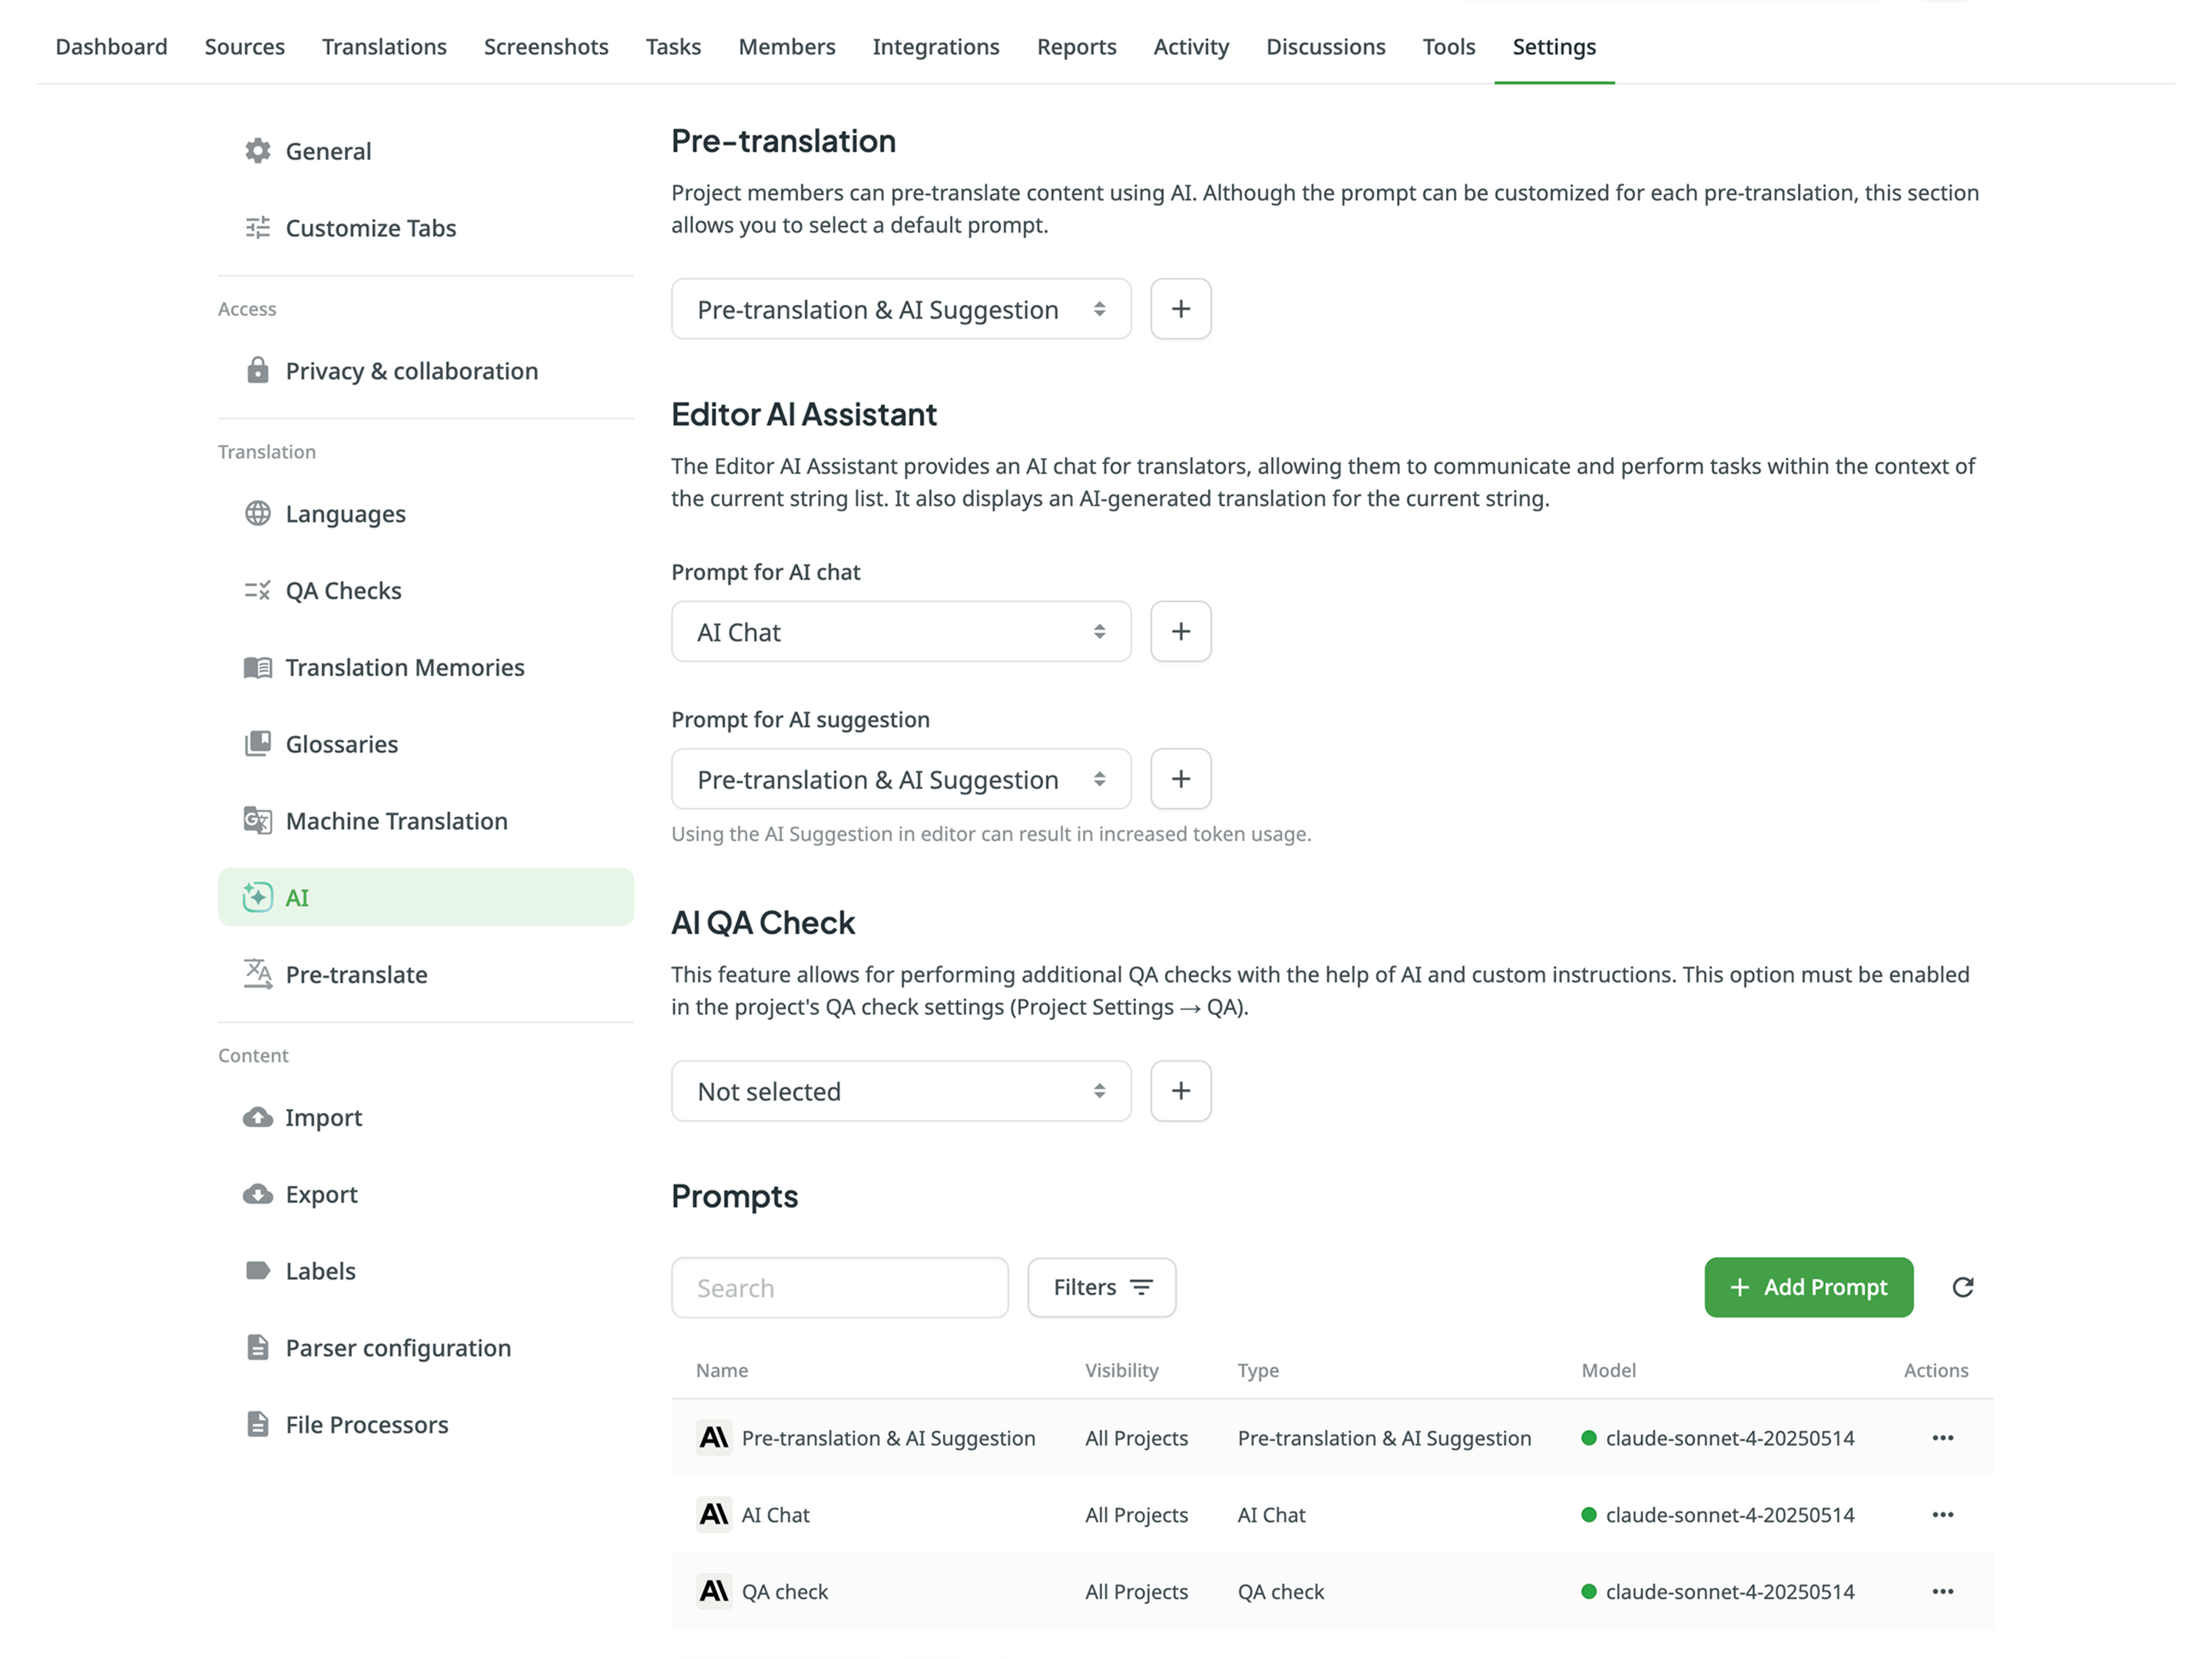 Dashboard Sources Translations Screenshots Tasks Members Integrations Reports Activity Discussions Tools Settings
General
Customize Tabs
Access
Privacy & collaboration
Translation
Languages
QA Checks
Translation Memories
Glossaries
Machine Translation
AI
Pre-translate
Content
Import
Export
Labels
Parser configuration
File Processors
Pre-translation
Project members can pre-translate content using AI. Although the prompt can be customized for each pre-translation, this section
allows you to select a default prompt.
Pre-translation & AI Suggestion +
Editor AI Assistant
The Editor AI Assistant provides an AI chat for translators, allowing them to communicate and perform tasks within the context of
the current string list. It also displays an AI-generated translation for the current string.
Prompt for AI chat
AI Chat +
Prompt for AI suggestion
Pre-translation & AI Suggestion +
Using the AI Suggestion in editor can result in increased token usage.
AI QA Check
This feature allows for performing additional QA checks with the help of AI and custom instructions. This option must be enabled
in the project's QA check settings (Project Settings → QA).
Not selected +
Prompts
Search Filters + Add Prompt
Name Visibility Type Model Actions
Pre-translation & AI Suggestion All Projects Pre-translation & AI Suggestion claude-sonnet-4-20250514
AI Chat All Projects AI Chat claude-sonnet-4-20250514
QA check All Projects QA check claude-sonnet-4-20250514